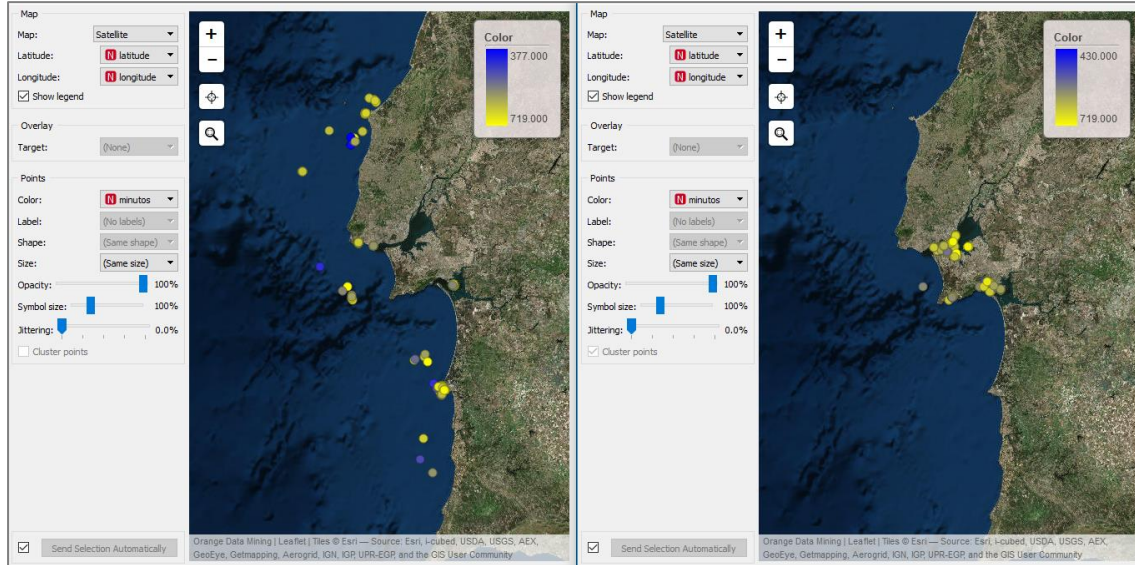 Map
Map: Satellite
Latitude: N latitude
Longitude: N longitude
Show legend
Overlay
Target: (None)
Points
Color: N minutos
Label: (No labels)
Shape: (Same shape)
Size: (Same size)
Opacity: 100%
Symbol size: 100%
Jittering: 0.0%
Cluster points
Send Selection Automatically
+
−
Color
377.000
719.000
Orange Data Mining | Leaflet | Tiles © Esri — Source: Esri, i-cubed, USDA, USGS, AEX,
GeoEye, Getmapping, Aerogrid, IGN, IGP, UPR-EGP, and the GIS User Community
Map
Map: Satellite
Latitude: N latitude
Longitude: N longitude
Show legend
Overlay
Target: (None)
Points
Color: N minutos
Label: (No labels)
Shape: (Same shape)
Size: (Same size)
Opacity: 100%
Symbol size: 100%
Jittering: 0.0%
Cluster points
Send Selection Automatically
+
−
Color
430.000
719.000
Orange Data Mining | Leaflet | Tiles © Esri — Source: Esri, i-cubed, USDA, USGS, AEX,
GeoEye, Getmapping, Aerogrid, IGN, IGP, UPR-EGP, and the GIS User Community